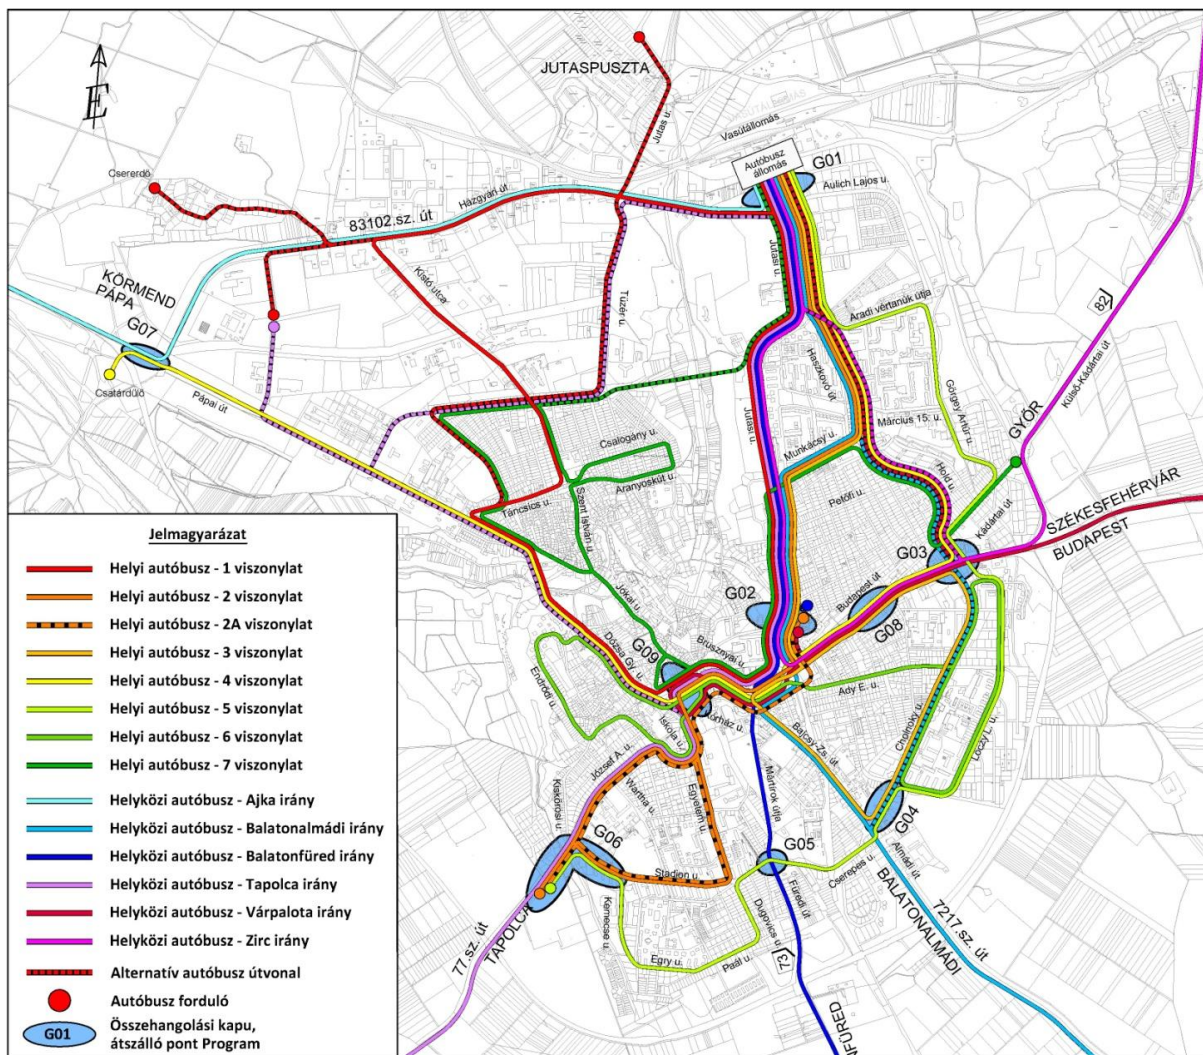 JUTASPUSZTA
Vasútállomás
Jutas u.
Autóbusz
állomás
G01
Aulich Lajos u.
É
Csererdő
Házgyári út
83102.sz. út
Jutasi u.
KÖRMEND
PÁPA
G07
Kistó utca
Tüzér u.
Aradi vértanúk útja
82
Külső-Kádártai út
Csatárdűlő
Pápai út
Haszkovó út
Görgey Artúr u.
GYŐR
Március 15. u.
Jutasi u.
Munkácsy u.
Csalogány u.
Aranyoskút u.
Hold u.
Petőfi u.
Táncsics u.
Szent István u.
Kádártai út
SZÉKESFEHÉRVÁR
BUDAPEST
G03
Jókai u.
G02
Budapest út
G08
Brusznyai u.
G09
Dózsa Gy. u.
Endrődi u.
Ady E. u.
Iskola u.
Kórház u.
Bajcsy-Zs. út
Cholnoky u.
Lóczy L. u.
József A. u.
Wartha u.
Egyetem u.
Mártírok útja
Kiskőrösi u.
G04
G06
G05
Stadion u.
Cserepes u.
Almádi út
Füredi út
BALATONALMÁDI
7217.sz. út
TAPOLCA
77.sz. út
Kemecse u.
Dugovics u.
Egry u.
Paál u.
73
Jelmagyarázat
Helyi autóbusz - 1 viszonylat
Helyi autóbusz - 2 viszonylat
Helyi autóbusz - 2A viszonylat
Helyi autóbusz - 3 viszonylat
Helyi autóbusz - 4 viszonylat
Helyi autóbusz - 5 viszonylat
Helyi autóbusz - 6 viszonylat
Helyi autóbusz - 7 viszonylat
Helyközi autóbusz - Ajka irány
Helyközi autóbusz - Balatonalmádi irány
Helyközi autóbusz - Balatonfüred irány
Helyközi autóbusz - Tapolca irány
Helyközi autóbusz - Várpalota irány
Helyközi autóbusz - Zirc irány
Alternatív autóbusz útvonal
Autóbusz forduló
G01
Összehangolási kapu,
átszálló pont Program